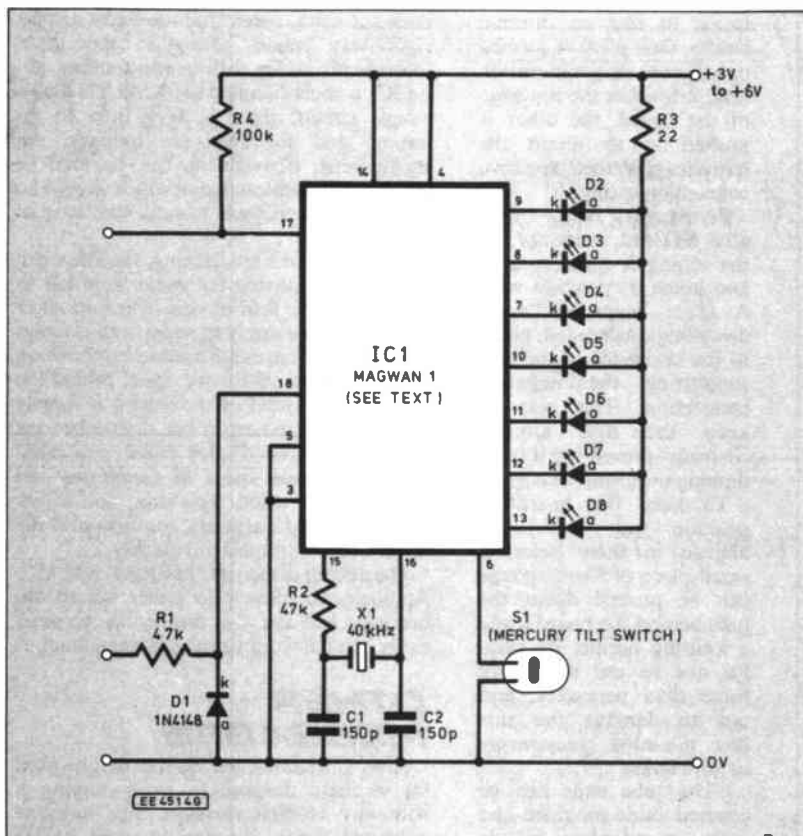 +3V
to +6V
R4
100k
R3
22
14
4
17
9
k
D2
a
8
k
D3
a
7
k
D4
a
IC1
MAGWAN 1
(SEE TEXT)
10
k
D5
a
11
k
D6
a
12
k
D7
a
13
k
D8
a
18
5
3
15
16
6
R2
47k
X1
40kHz
S1
(MERCURY TILT SWITCH)
R1
47k
k
D1
1N4148
a
C1
150p
C2
150p
0V
EE4514G